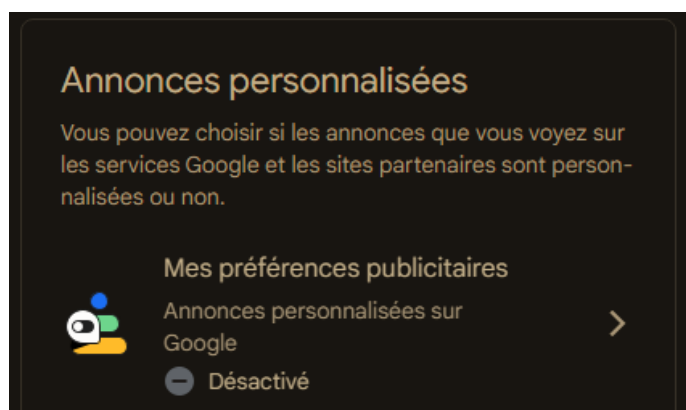 Annonces personnalisées
Vous pouvez choisir si les annonces que vous voyez sur
les services Google et les sites partenaires sont person-
nalisées ou non.
Mes préférences publicitaires
Annonces personnalisées sur
Google
Désactivé